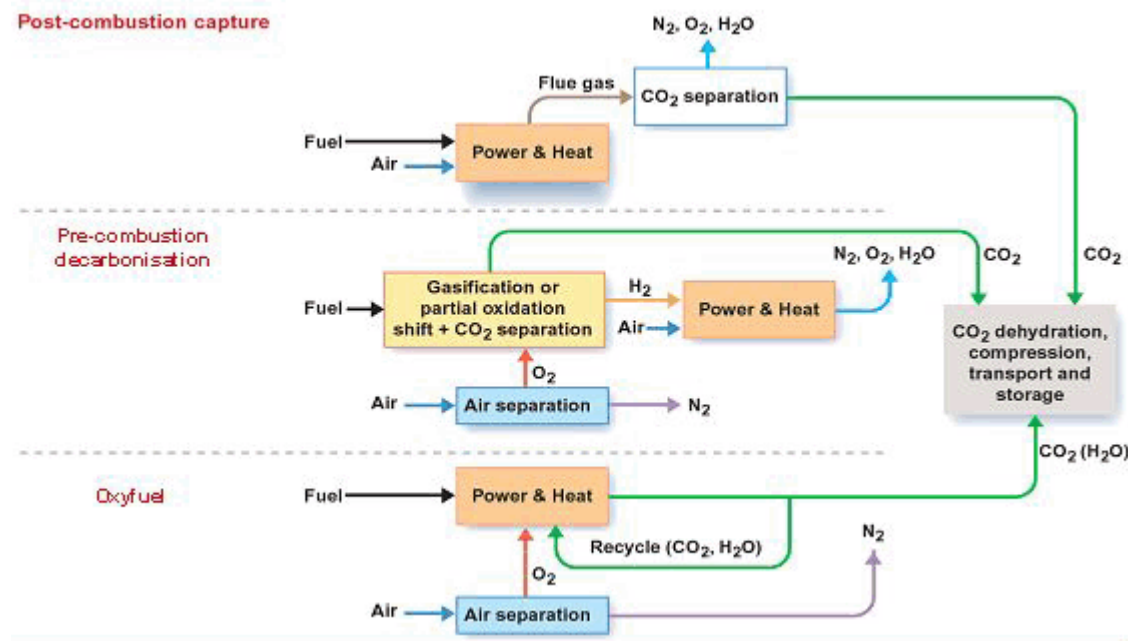 Post-combustion capture
N₂, O₂, H₂O
Flue gas
CO₂ separation
Fuel
Air
Power & Heat
CO₂
Pre-combustion
decarbonisation
CO₂
N₂, O₂, H₂O
Fuel
Gasification or
partial oxidation
shift + CO₂ separation
H₂
Air
Power & Heat
CO₂ dehydration,
compression,
transport and
storage
O₂
Air
Air separation
N₂
CO₂ (H₂O)
Oxyfuel
Fuel
Power & Heat
Recycle (CO₂, H₂O)
N₂
O₂
Air
Air separation